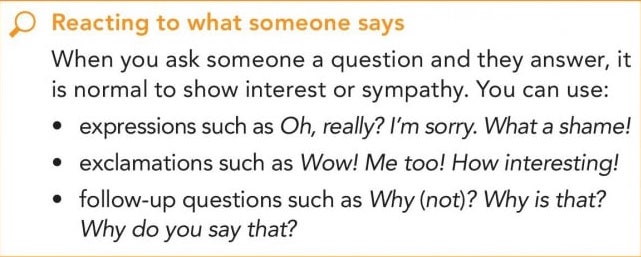 Reacting to what someone says
When you ask someone a question and they answer, it
is normal to show interest or sympathy. You can use:
• expressions such as Oh, really? I'm sorry. What a shame!
• exclamations such as Wow! Me too! How interesting!
• follow-up questions such as Why (not)? Why is that?
Why do you say that?